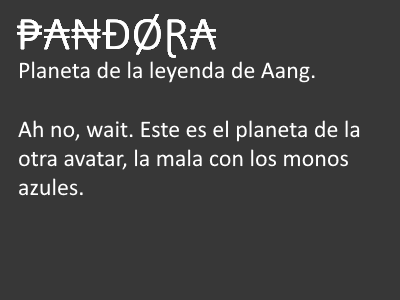 ₱₳₦ĐØⱤ₳
Planeta de la leyenda de Aang.
Ah no, wait. Este es el planeta de la
otra avatar, la mala con los monos
azules.